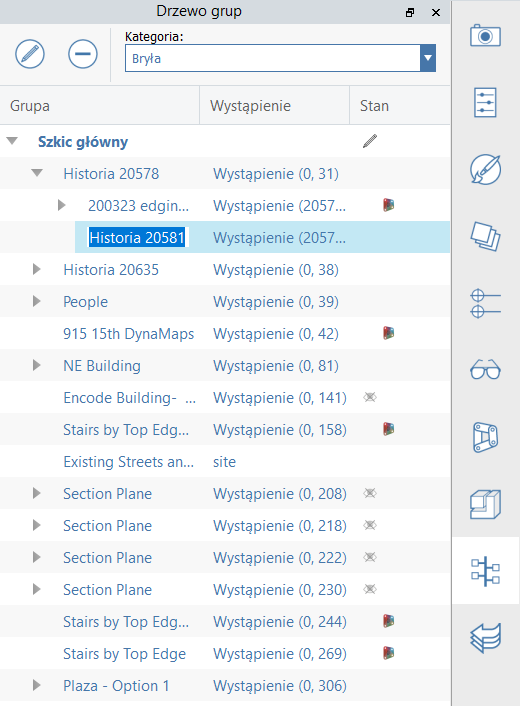 Drzewo grup
Kategoria:
Bryła
Grupa Wystąpienie Stan
Szkic główny
Historia 20578 Wystąpienie (0, 31)
200323 edgin... Wystąpienie (2057...
Historia 20581 Wystąpienie (2057...
Historia 20635 Wystąpienie (0, 38)
People Wystąpienie (0, 39)
915 15th DynaMaps Wystąpienie (0, 42)
NE Building Wystąpienie (0, 81)
Encode Building- ... Wystąpienie (0, 141)
Stairs by Top Edg... Wystąpienie (0, 158)
Existing Streets an... site
Section Plane Wystąpienie (0, 208)
Section Plane Wystąpienie (0, 218)
Section Plane Wystąpienie (0, 222)
Section Plane Wystąpienie (0, 230)
Stairs by Top Edg... Wystąpienie (0, 244)
Stairs by Top Edge Wystąpienie (0, 269)
Plaza - Option 1 Wystąpienie (0, 306)